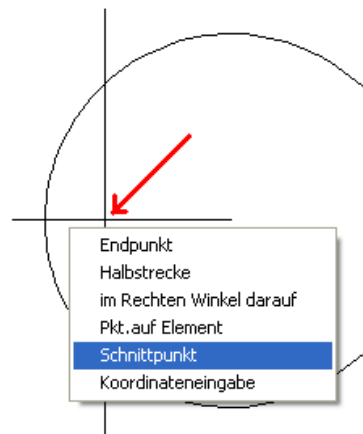 Endpunkt
Halbstrecke
im Rechten Winkel darauf
Pkt.auf Element
Schnittpunkt
Koordinateneingabe